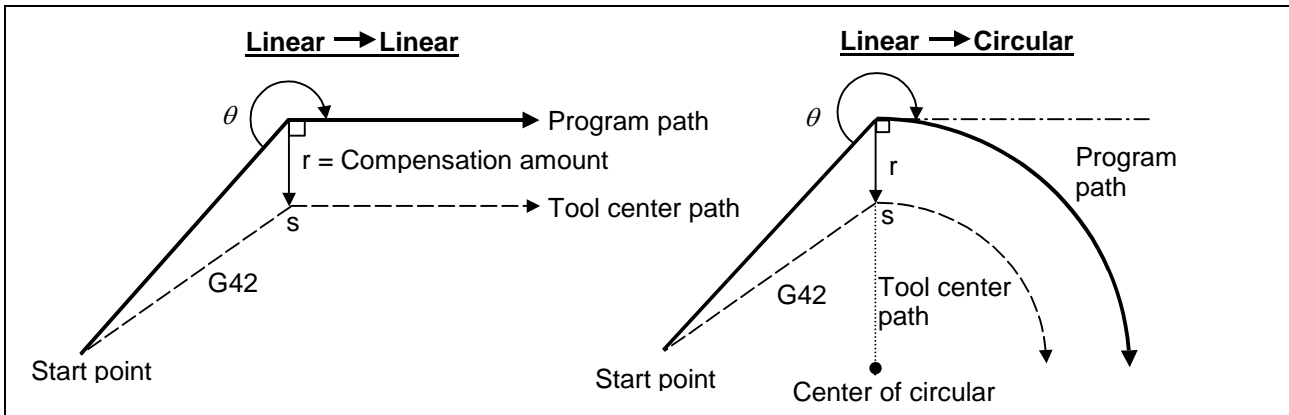 Linear → Linear
θ
Program path
r = Compensation amount
s
Tool center path
G42
Start point
Linear → Circular
θ
Program
path
r
s
G42
Tool center
path
Start point
Center of circular